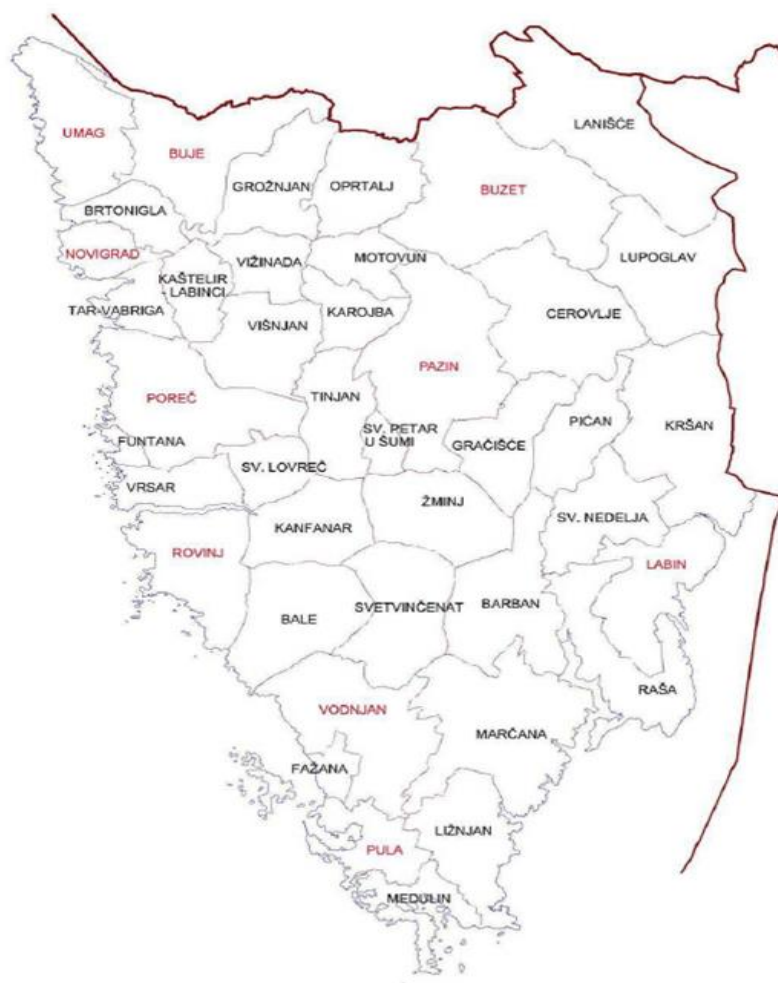 LANIŠĆE
UMAG
BUJE
GROŽNJAN
OPRTALJ
BUZET
BRTONIGLA
NOVIGRAD
VIŽINADA
MOTOVUN
LUPOGLAV
KAŠTELIR
- LABINCI
TAR-VABRIGA
VIŠNJAN
KAROJBA
CEROVLJE
PAZIN
POREČ
TINJAN
SV. PETAR
U ŠUMI
GRAČIŠĆE
PIĆAN
KRŠAN
FUNTANA
SV. LOVREČ
VRSAR
KANFANAR
ŽMINJ
SV. NEDELJA
ROVINJ
LABIN
BALE
SVETVINČENAT
BARBAN
RAŠA
VODNJAN
MARČANA
FAŽANA
LIŽNJAN
PULA
MEDULIN